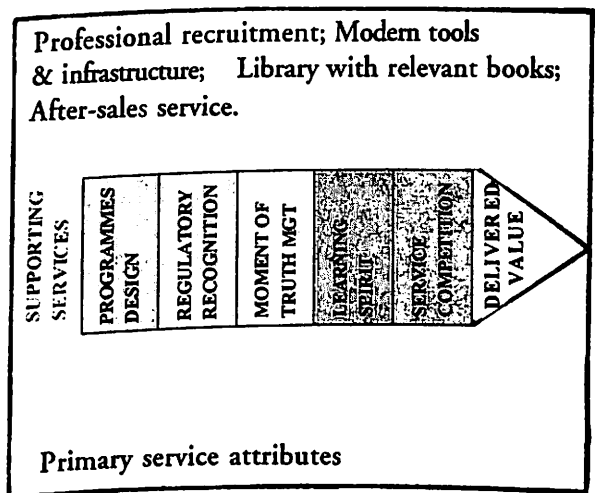 Professional recruitment; Modern tools
& infrastructure; Library with relevant books;
After-sales service.
SUPPORTING
SERVICES
PROGRAMMES
DESIGN
REGULATORY
RECOGNITION
MOMENT OF
TRUTH MGT
LEARNING
SPIRIT
SERVICE
COMPETITION
DELIVERED
VALUE
Primary service attributes